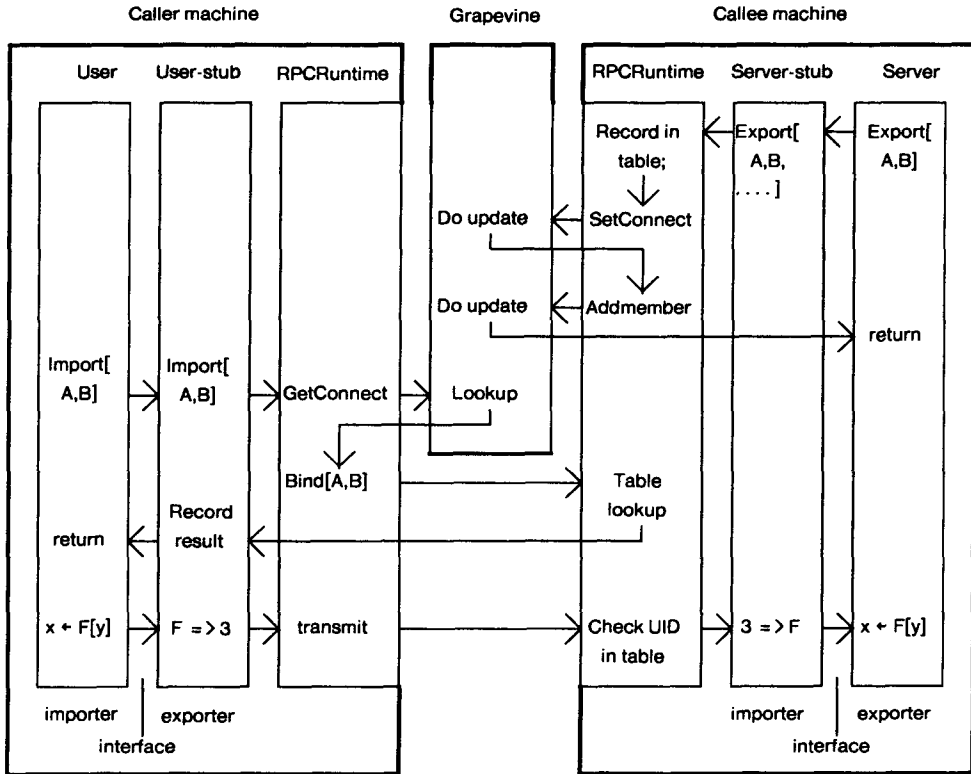 Caller machine
Grapevine
Callee machine
User
User-stub
RPCRuntime
RPCRuntime
Server-stub
Server
Record in
table;
Export[
A,B,
....]
Export[
A,B]
Do update
SetConnect
Do update
Addmember
return
Import[
A,B]
Import[
A,B]
GetConnect
Lookup
Bind[A,B]
Table
lookup
return
Record
result
x ← F[y]
F => 3
transmit
Check UID
in table
3 => F
x ← F[y]
importer
exporter
interface
importer
exporter
interface